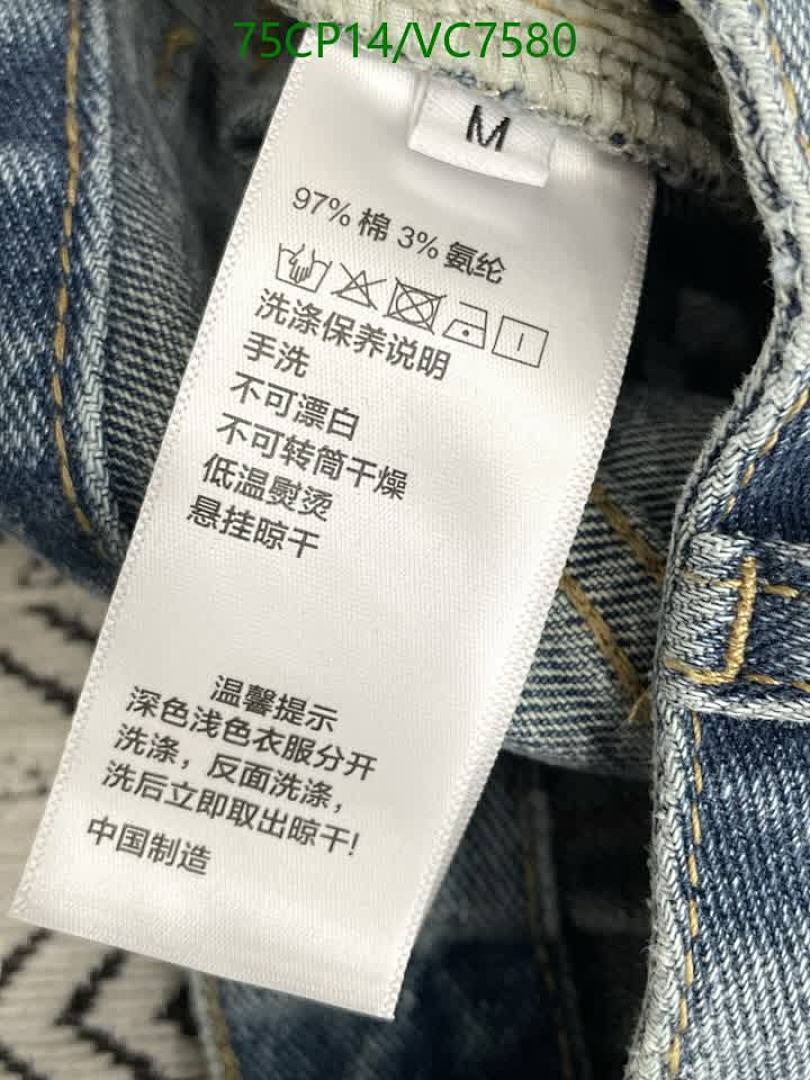 75CP14/VC7580
M
97% 棉 3% 氨纶
洗涤保养说明
手洗
不可漂白
不可转筒干燥
低温熨烫
悬挂晾干
温馨提示
深色浅色衣服分开
洗涤，反面洗涤，
洗后立即取出晾干!
中国制造